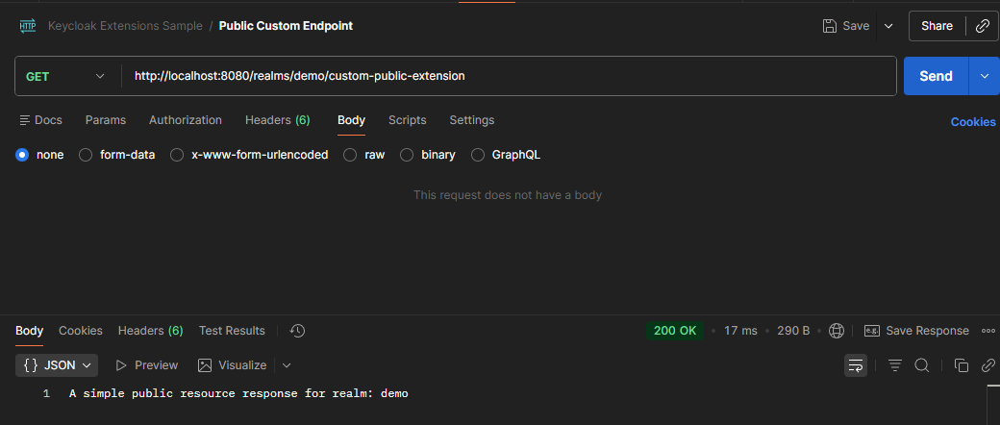 HTTP Keycloak Extensions Sample / Public Custom Endpoint Save Share
GET http://localhost:8080/realms/demo/custom-public-extension Send
Docs Params Authorization Headers (6) Body Scripts Settings Cookies
none form-data x-www-form-urlencoded raw binary GraphQL
This request does not have a body
Body Cookies Headers (6) Test Results 200 OK • 17 ms • 290 B • e.g. Save Response
{} JSON Preview Visualize
1 A simple public resource response for realm: demo